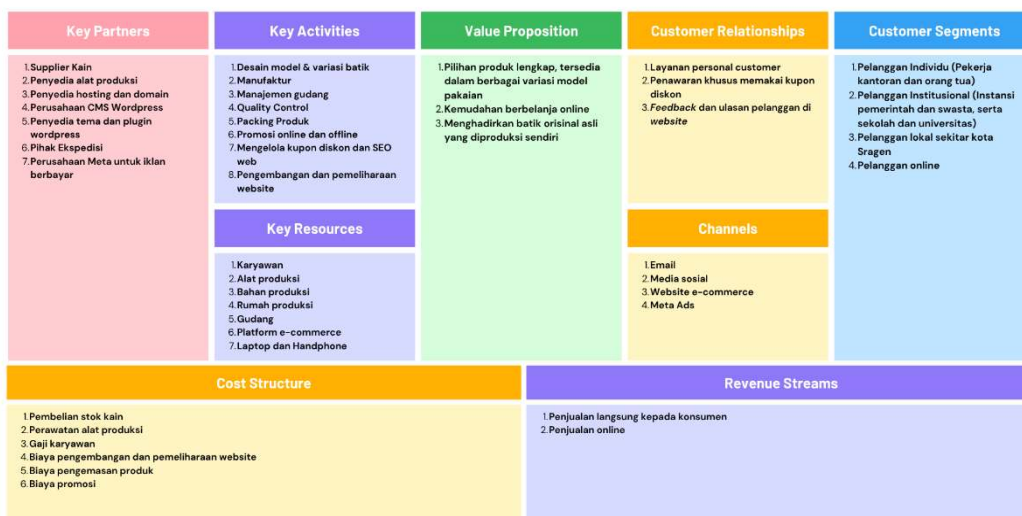 Key Partners
1. Supplier Kain
2. Penyedia alat produksi
3. Penyedia hosting dan domain
4. Perusahaan CMS Wordpress
5. Penyedia tema dan plugin
wordpress
6. Pihak Ekspedisi
7. Perusahaan Meta untuk iklan
berbayar
Key Activities
1. Desain model & variasi batik
2. Manufaktur
3. Manajemen gudang
4. Quality Control
5. Packing Produk
6. Promosi online dan offline
7. Mengelola kupon diskon dan SEO
web
8. Pengembangan dan pemeliharaan
website
Key Resources
1. Karyawan
2. Alat produksi
3. Bahan produksi
4. Rumah produksi
5. Gudang
6. Platform e-commerce
7. Laptop dan Handphone
Value Proposition
1. Pilihan produk lengkap, tersedia
dalam berbagai variasi model
pakaian
2. Kemudahan berbelanja online
3. Menghadirkan batik orisinal asli
yang diproduksi sendiri
Customer Relationships
1. Layanan personal customer
2. Penawaran khusus memakai kupon
diskon
3. Feedback dan ulasan pelanggan di
website
Channels
1. Email
2. Media sosial
3. Website e-commerce
4. Meta Ads
Customer Segments
1. Pelanggan Individu (Pekerja
kantoran dan orang tua)
2. Pelanggan Institusional (Instansi
pemerintah dan swasta, serta
sekolah dan universitas)
3. Pelanggan lokal sekitar kota
Sragen
4. Pelanggan online
Cost Structure
1. Pembelian stok kain
2. Perawatan alat produksi
3. Gaji karyawan
4. Biaya pengembangan dan pemeliharaan website
5. Biaya pengemasan produk
6. Biaya promosi
Revenue Streams
1. Penjualan langsung kepada konsumen
2. Penjualan online